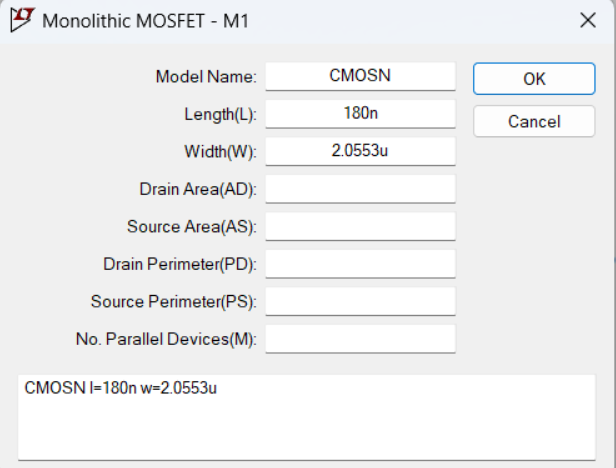 Monolithic MOSFET - M1
Model Name: CMOSN OK
Length(L): 180n Cancel
Width(W): 2.0553u
Drain Area(AD):
Source Area(AS):
Drain Perimeter(PD):
Source Perimeter(PS):
No. Parallel Devices(M):
CMOSN l=180n w=2.0553u